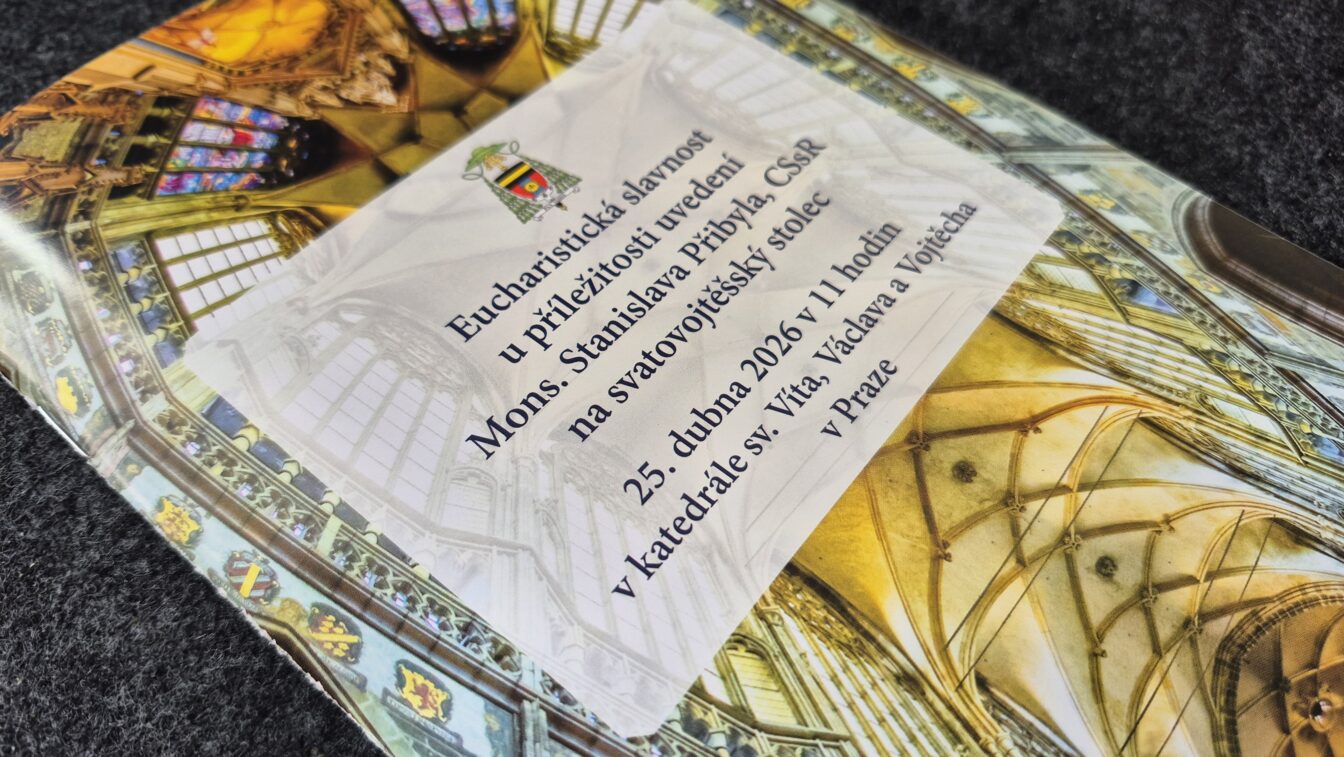 Eucharistická slavnost
u příležitosti uvedení
Mons. Stanislava Přibyla, CSsR
na svatovojtěšský stolec
25. dubna 2026 v 11 hodin
v katedrále sv. Víta, Václava a Vojtěcha
v Praze